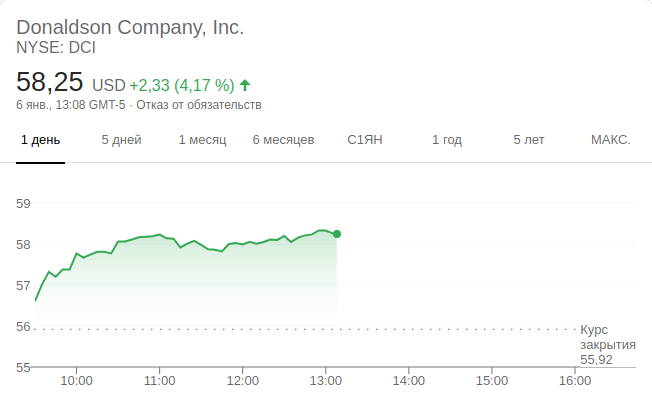 Donaldson Company, Inc.
NYSE: DCI
58,25 USD +2,33 (4,17 %)
6 янв., 13:08 GMT-5 · Отказ от обязательств
1 день 5 дней 1 месяц 6 месяцев С1ЯН 1 год 5 лет МАКС.
59
58
57
56
Курс
закрытия
55,92
55
10:00 11:00 12:00 13:00 14:00 15:00 16:00